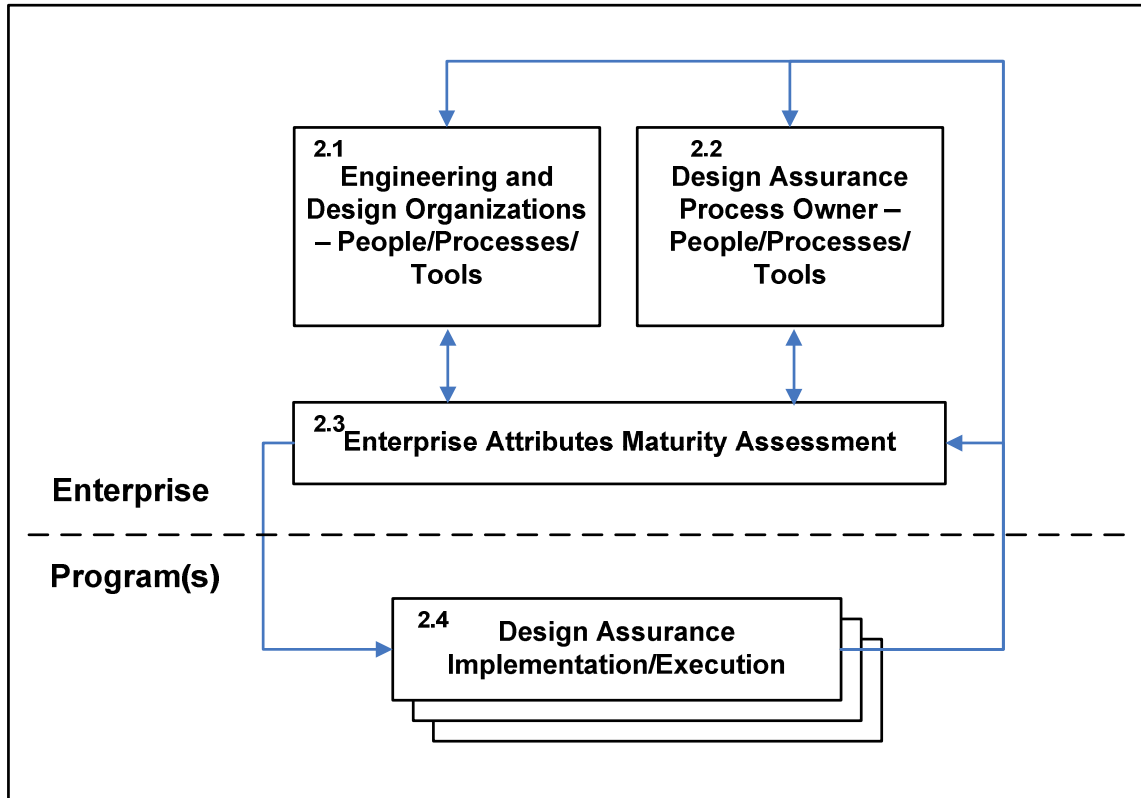 2.1
Engineering and
Design Organizations
– People/Processes/
Tools
2.2
Design Assurance
Process Owner –
People/Processes/
Tools
2.3
Enterprise Attributes Maturity Assessment
Enterprise
Program(s)
2.4
Design Assurance
Implementation/Execution